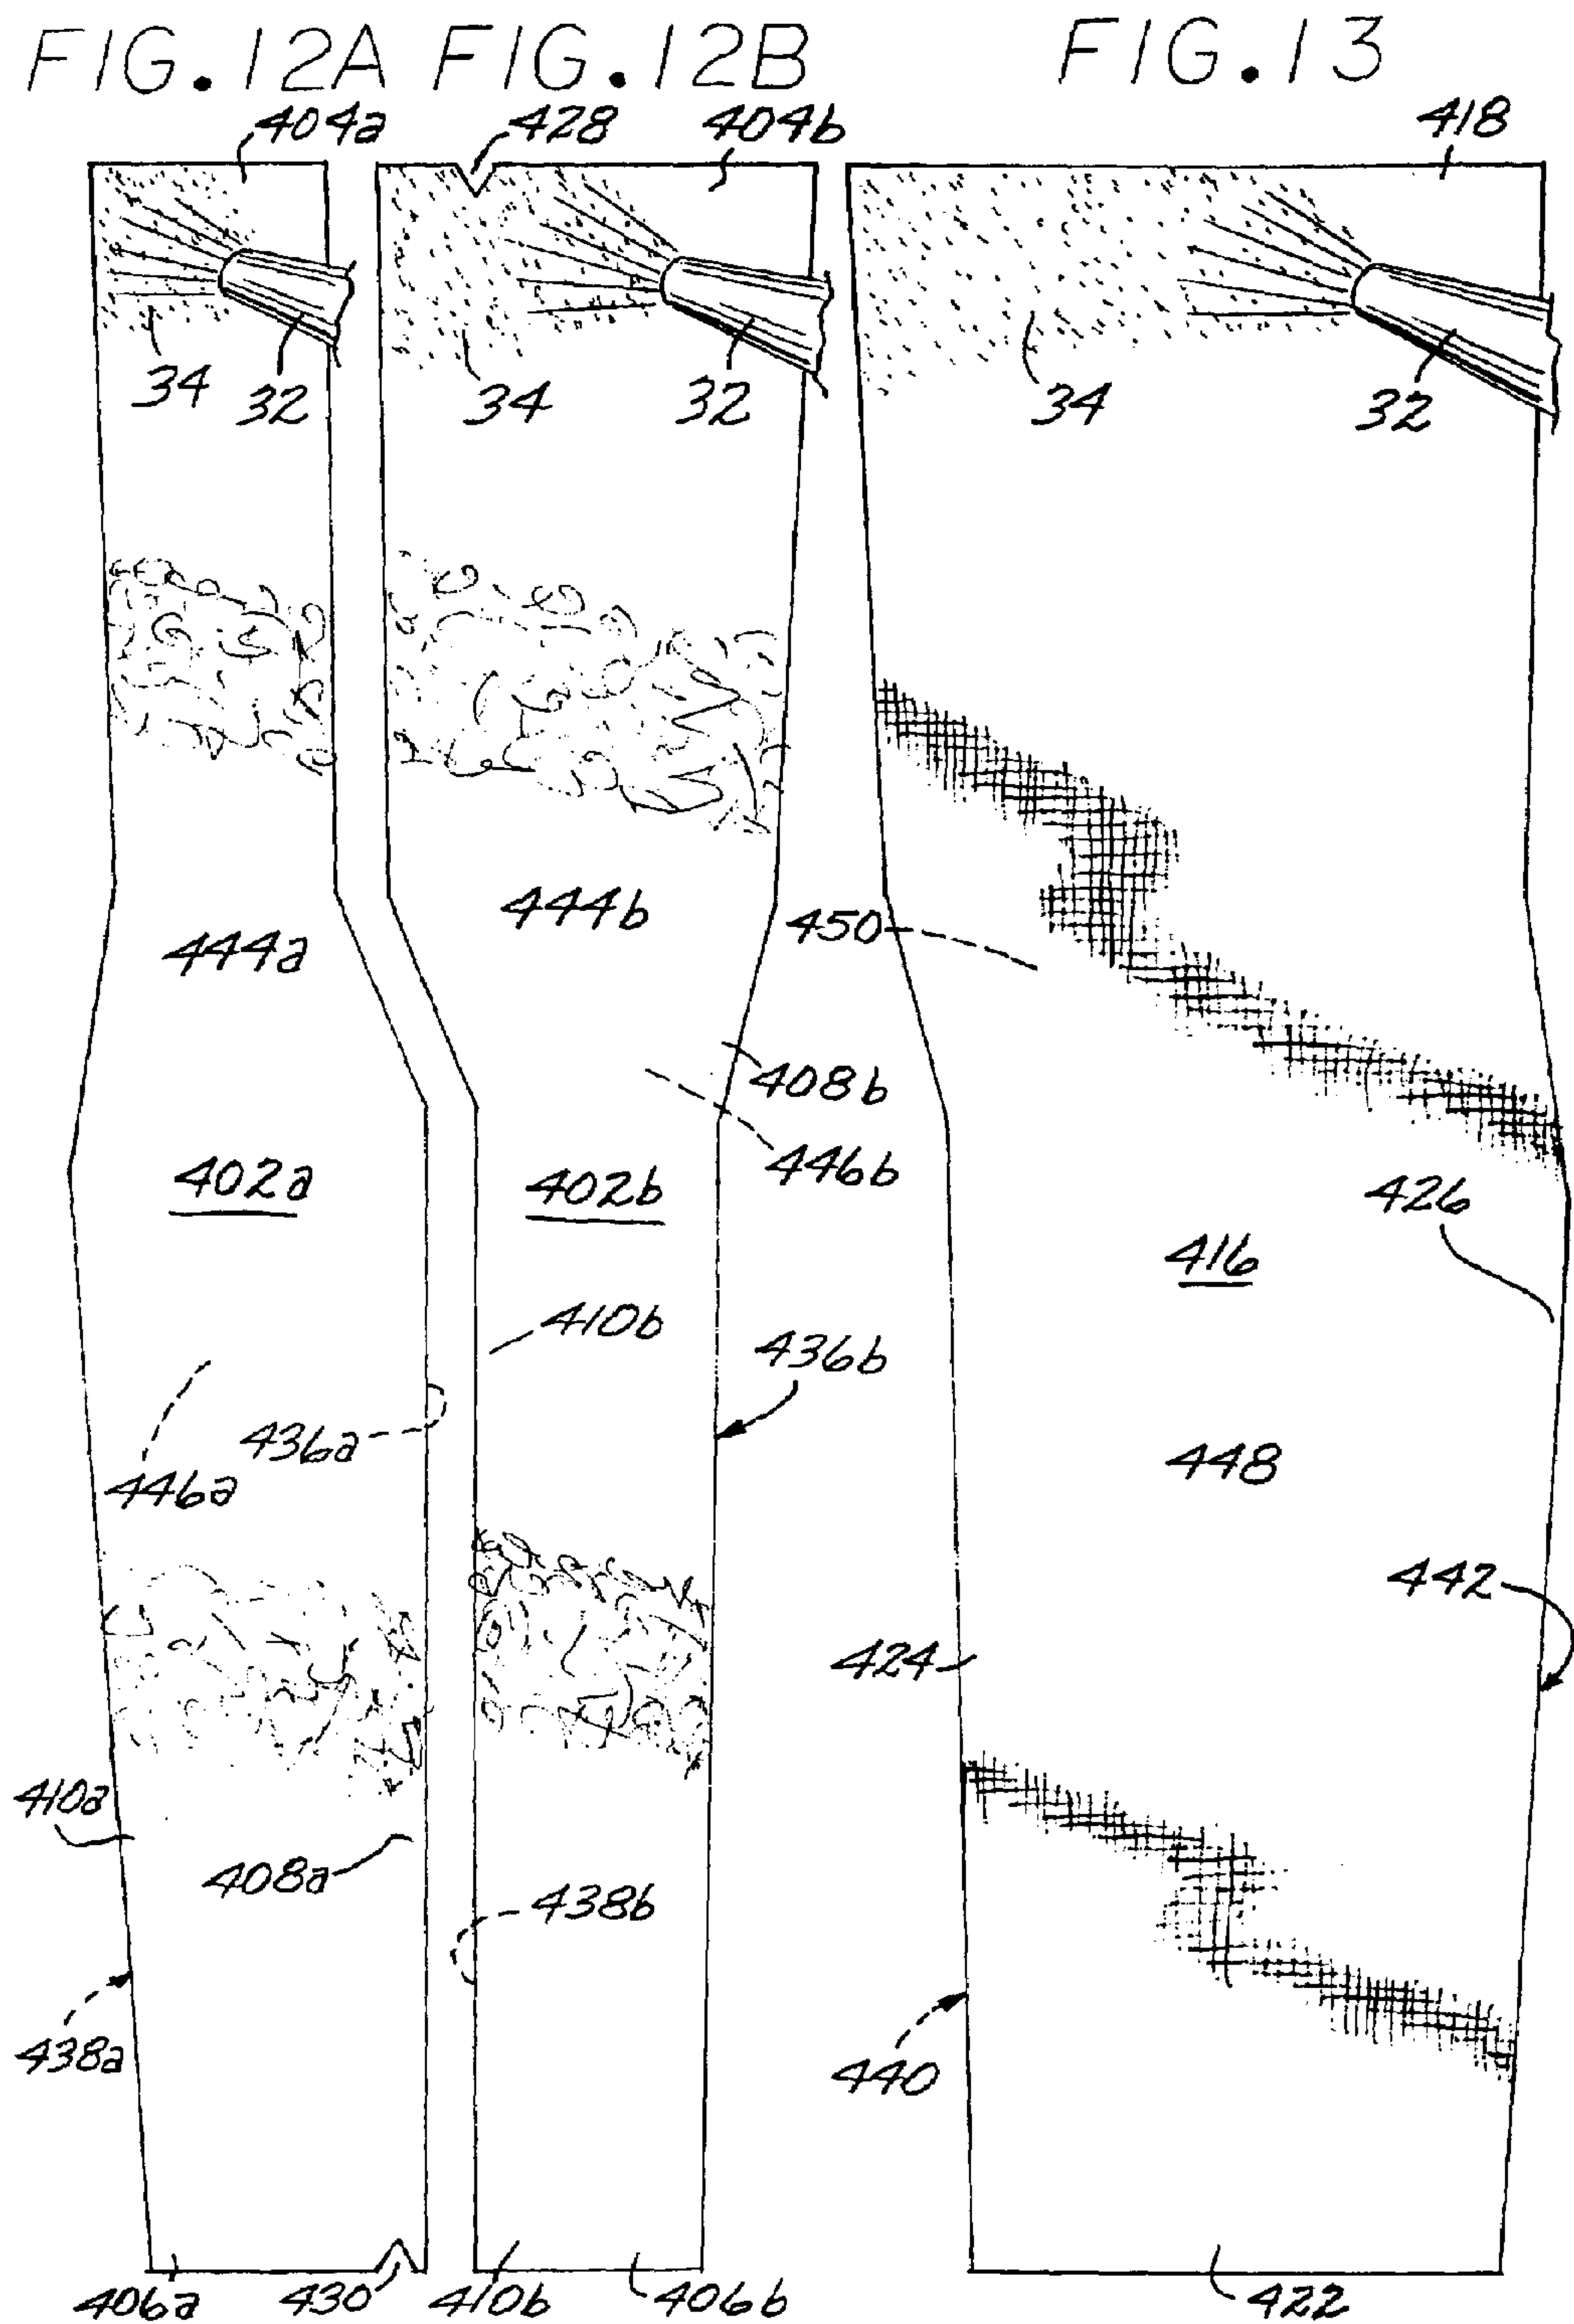 FIG.12A FIG.12B FIG.13
404a 428 404b 418
34 32 34 32 34 32
444a 444b 450
408b
446b
402a 402b 426
416
410b
436b
436a 448
446a
442
424
410a
408a
438b
438a 440
406a 430 410b 406b 422